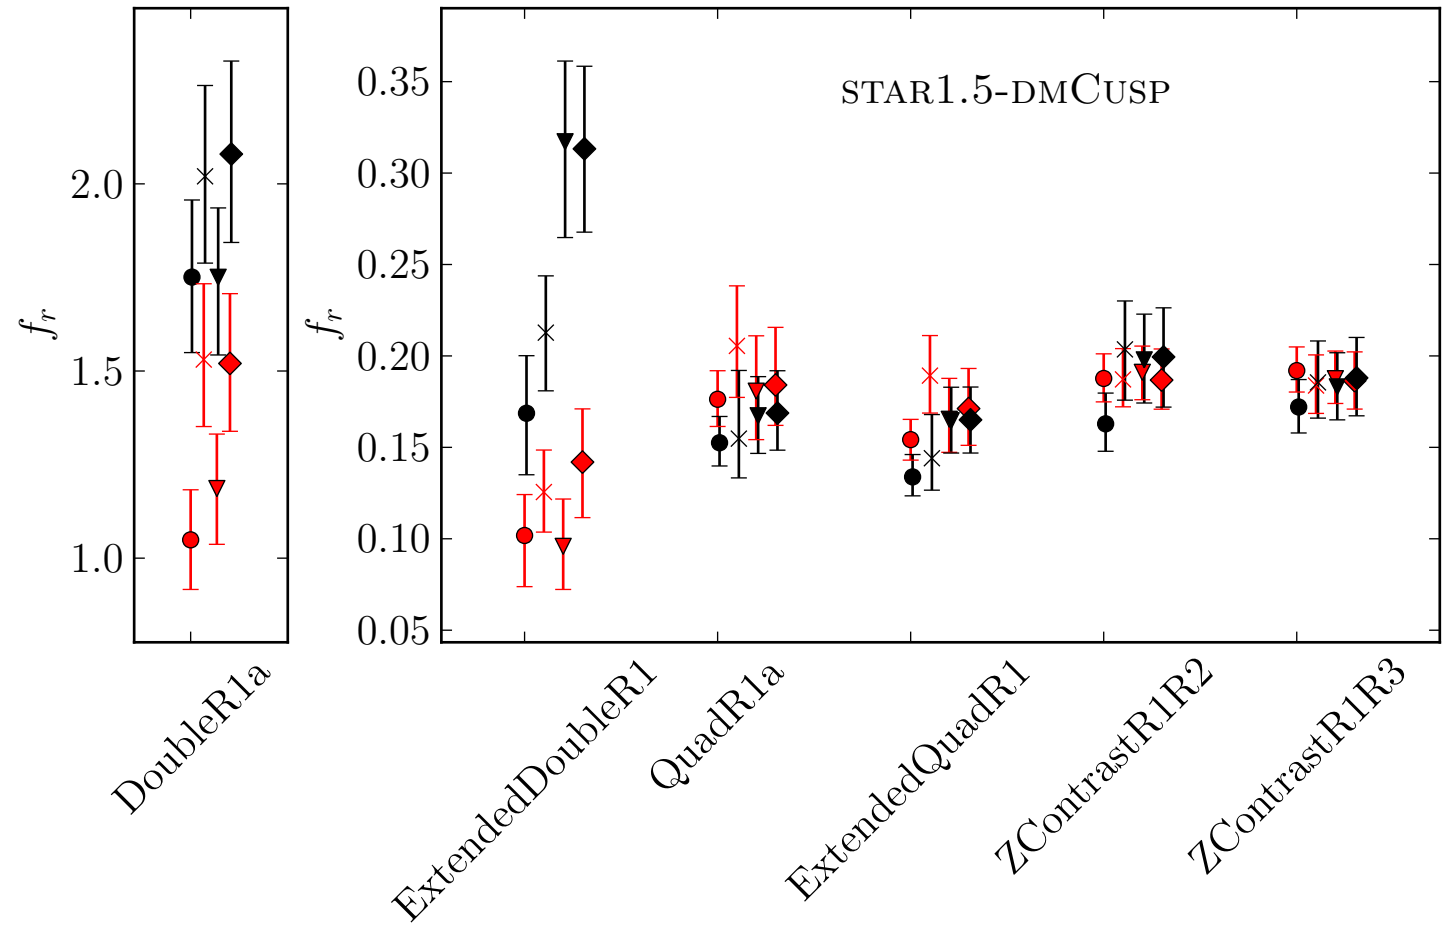 STAR1.5-DMCUSP
f_r
2.0
1.5
1.0
f_r
0.35
0.30
0.25
0.20
0.15
0.10
0.05
DoubleR1a
ExtendedDoubleR1
QuadR1a
ExtendedQuadR1
ZContrastR1R2
ZContrastR1R3